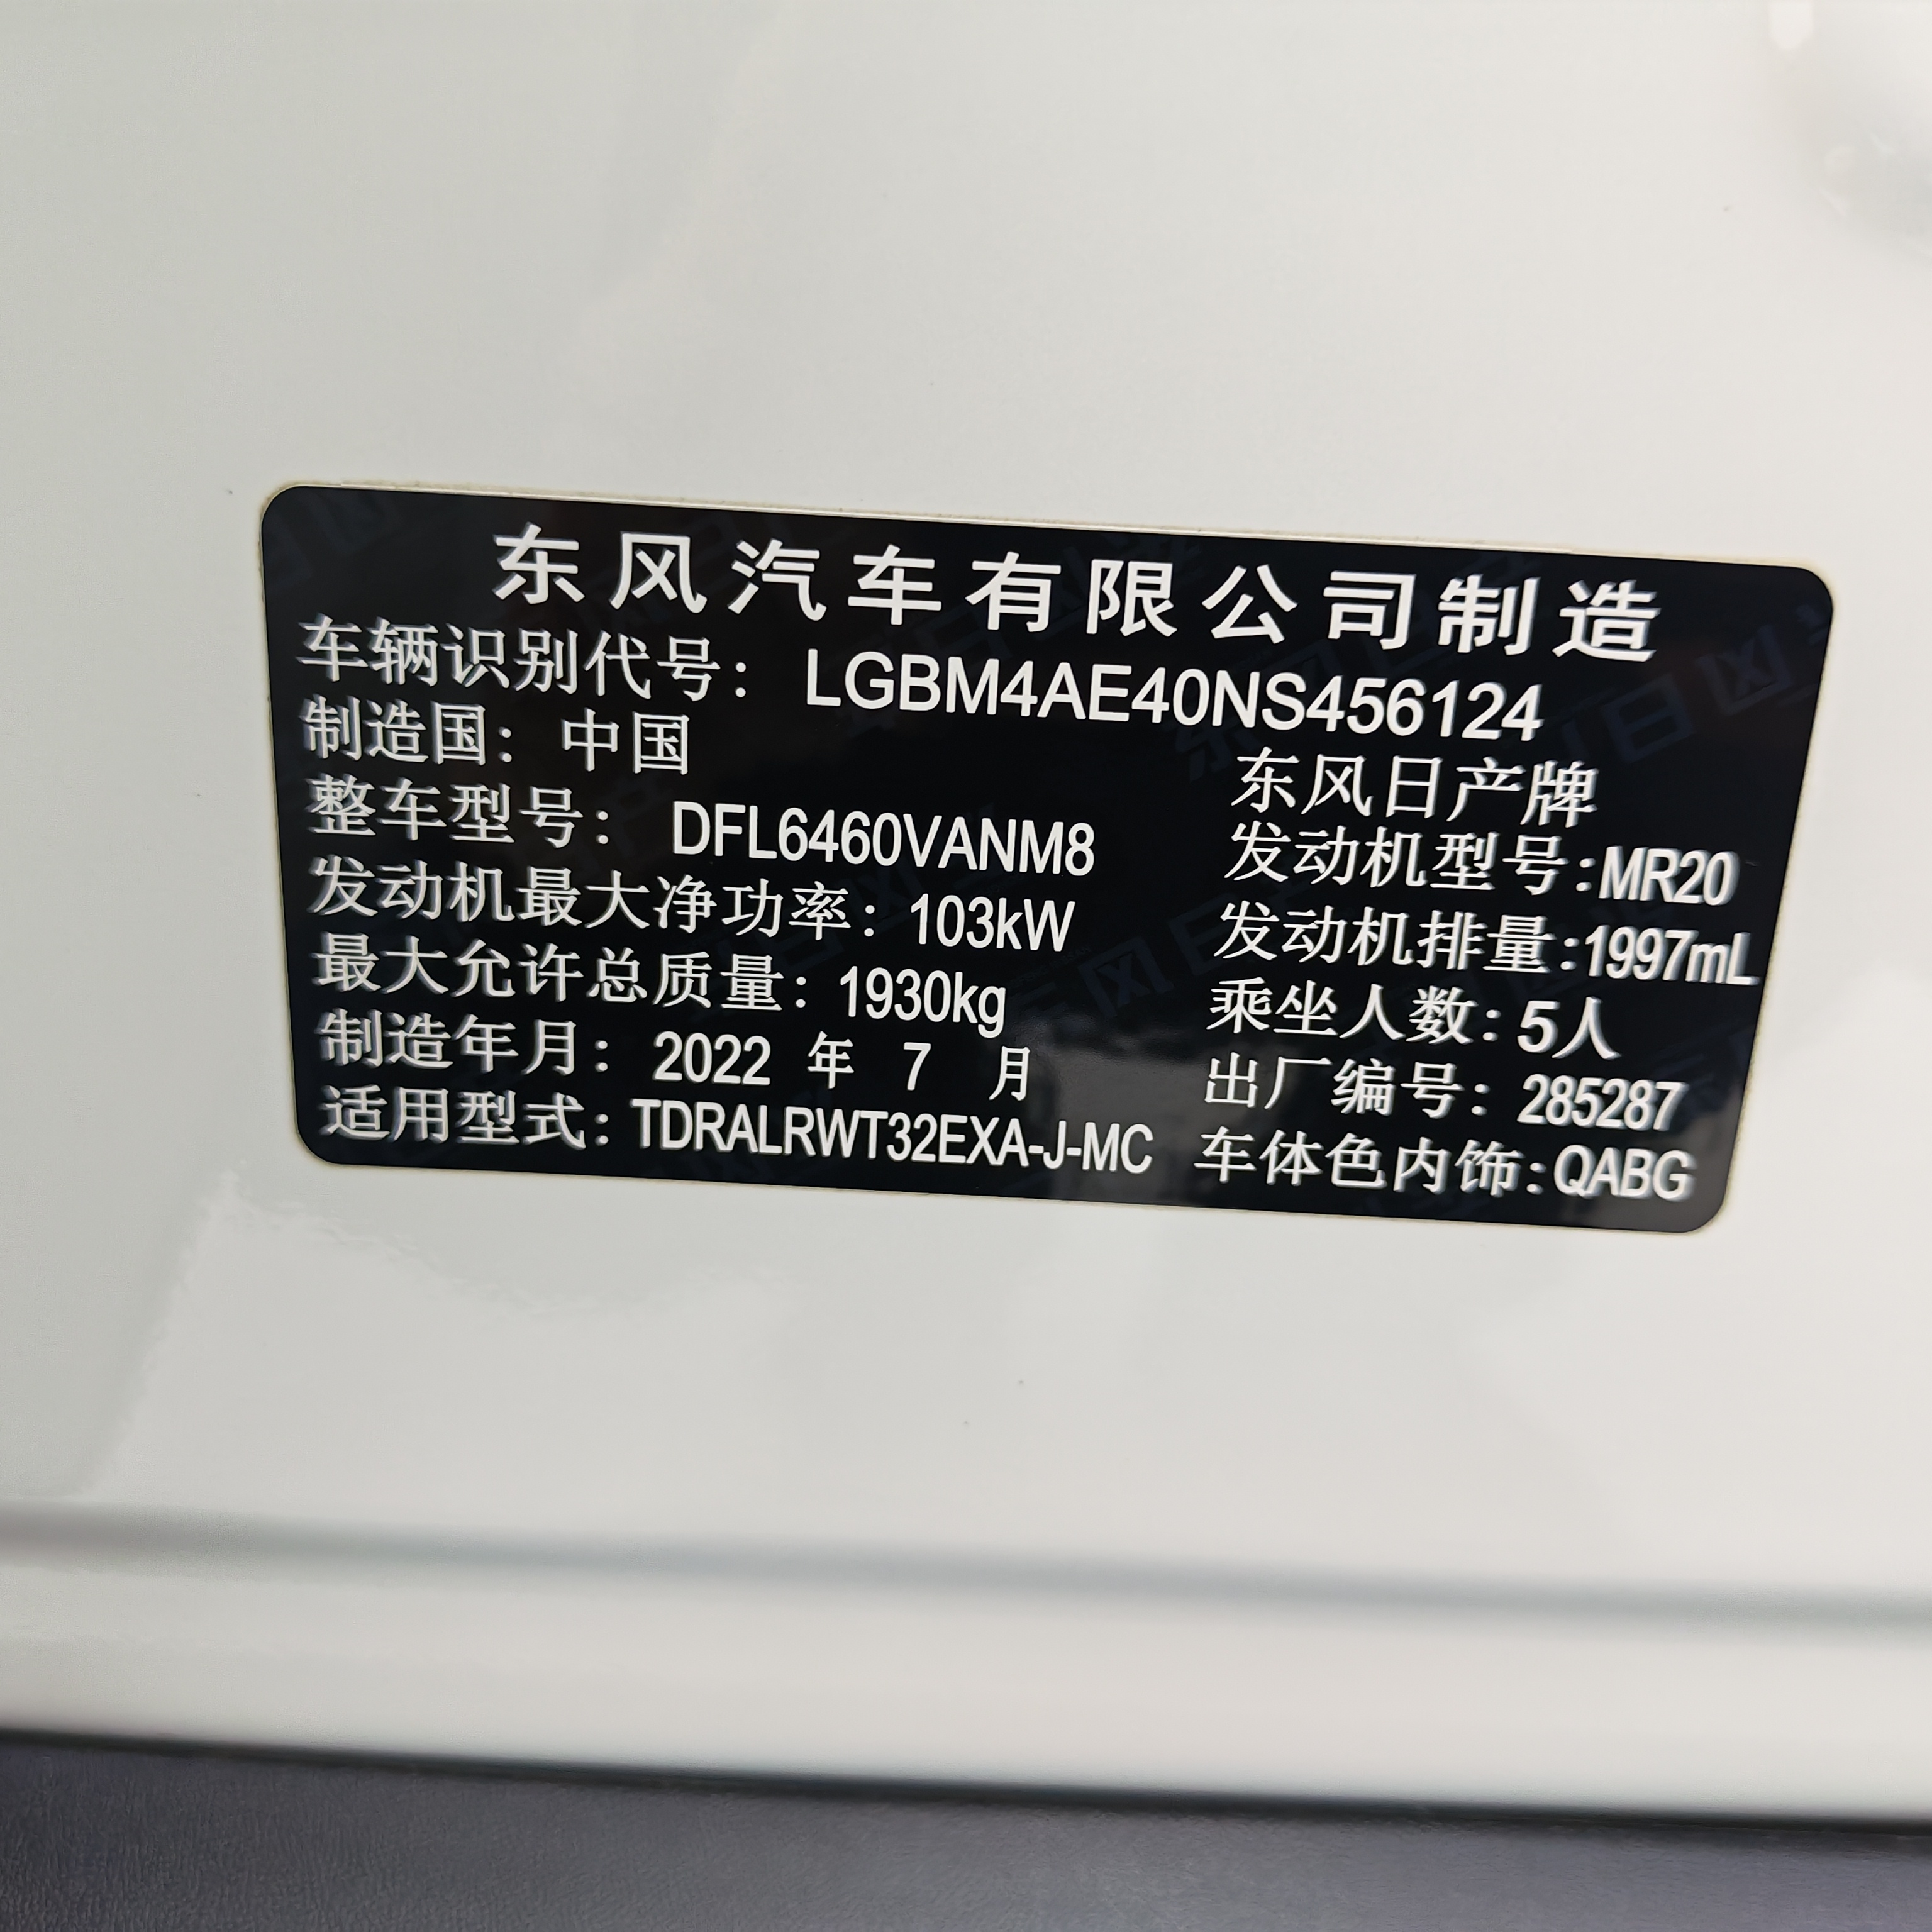 东风汽车有限公司制造
车辆识别代号: LGBM4AE40NS456124
制造国: 中国 东风日产牌
整车型号: DFL6460VANM8 发动机型号:MR20
发动机最大净功率: 103kW 发动机排量:1997mL
最大允许总质量: 1930kg 乘坐人数: 5人
制造年月: 2022 年 7 月 出厂编号: 285287
适用型式: TDRALRWT32EXA-J-MC 车体色内饰:QABG